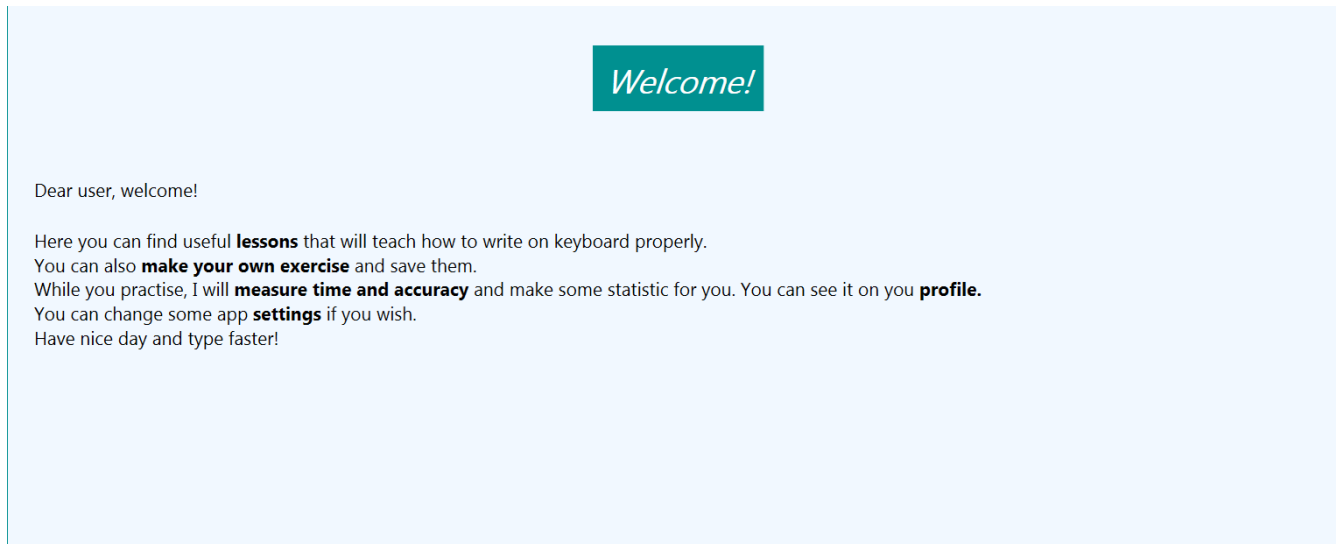 Welcome!
Dear user, welcome!
Here you can find useful lessons that will teach how to write on keyboard properly.
You can also make your own exercise and save them.
While you practise, I will measure time and accuracy and make some statistic for you. You can see it on you profile.
You can change some app settings if you wish.
Have nice day and type faster!